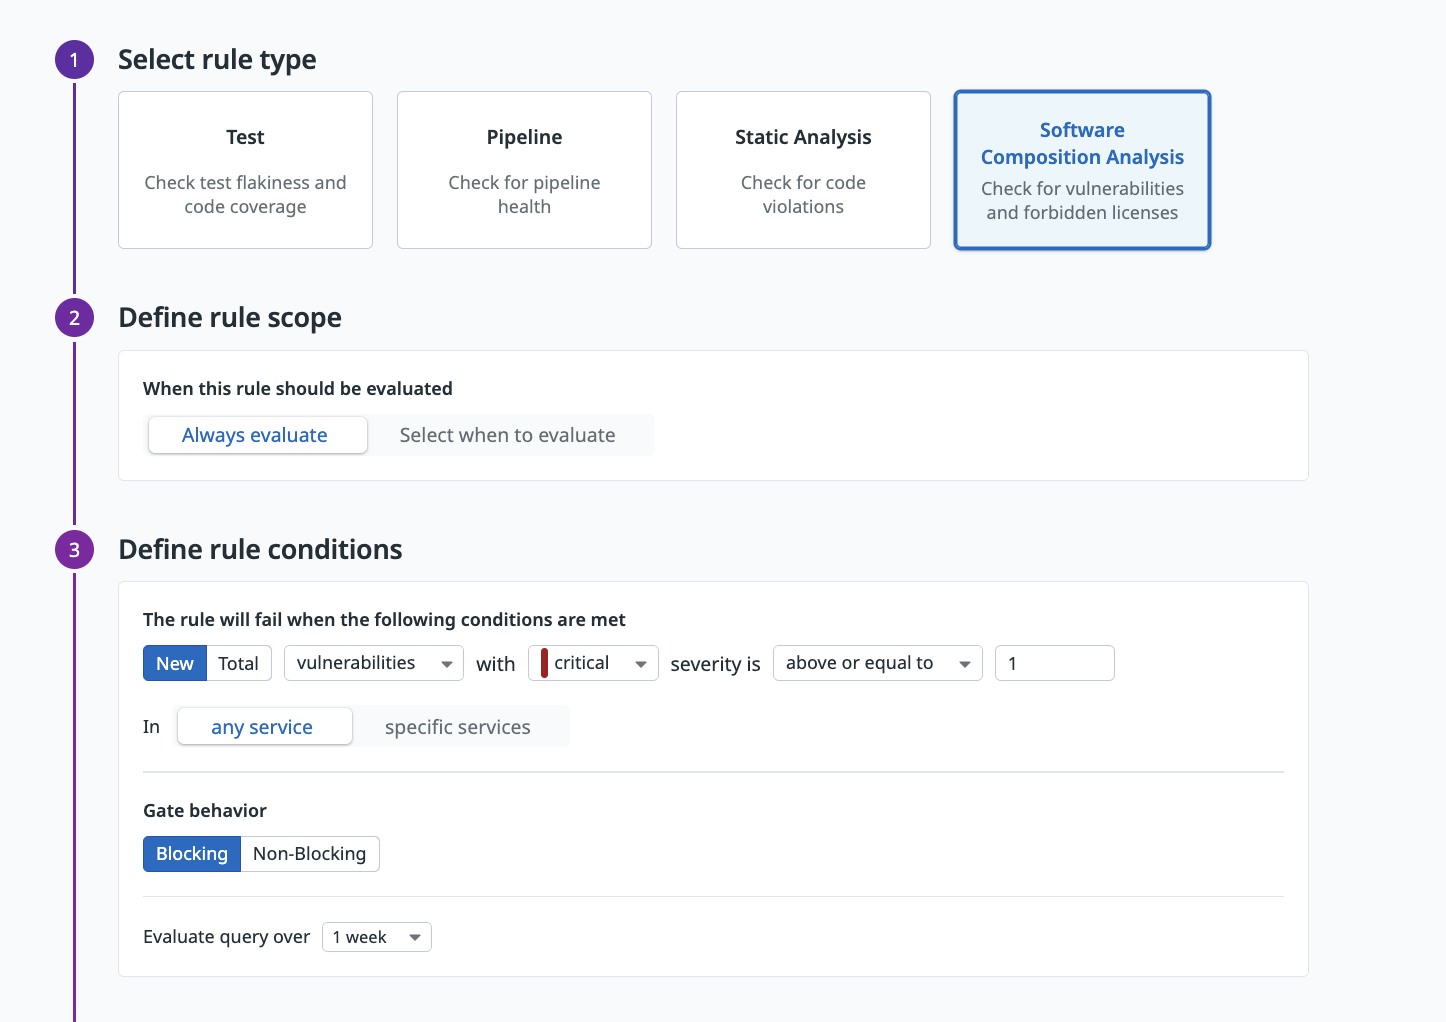 1
Select rule type
Test
Check test flakiness and
code coverage
Pipeline
Check for pipeline
health
Static Analysis
Check for code
violations
Software
Composition Analysis
Check for vulnerabilities
and forbidden licenses
2
Define rule scope
When this rule should be evaluated
Always evaluate Select when to evaluate
3
Define rule conditions
The rule will fail when the following conditions are met
New Total vulnerabilities with critical severity is above or equal to 1
In any service specific services
Gate behavior
Blocking Non-Blocking
Evaluate query over 1 week